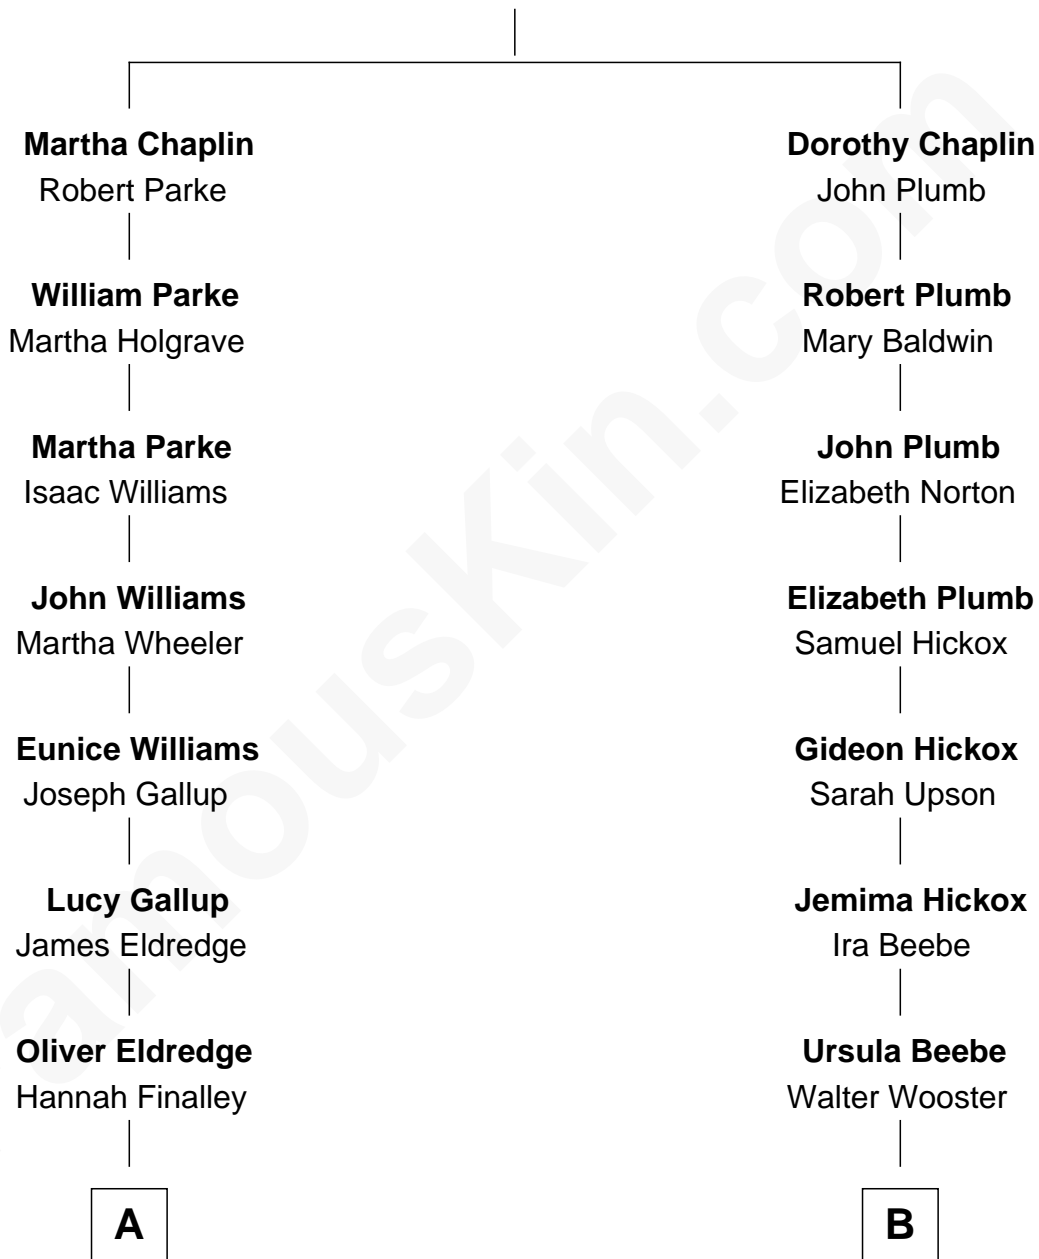 Martha Chaplin
Robert Parke
William Parke
Martha Holgrave
Martha Parke
Isaac Williams
John Williams
Martha Wheeler
Eunice Williams
Joseph Gallup
Lucy Gallup
James Eldredge
Oliver Eldredge
Hannah Finalley
A
Dorothy Chaplin
John Plumb
Robert Plumb
Mary Baldwin
John Plumb
Elizabeth Norton
Elizabeth Plumb
Samuel Hickox
Gideon Hickox
Sarah Upson
Jemima Hickox
Ira Beebe
Ursula Beebe
Walter Wooster
B
amousKin.com